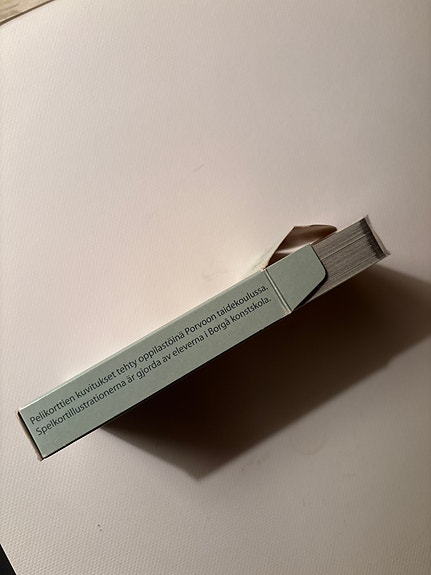 Pelikorttien kuvitukset tehty oppilastöinä Porvoon taidekoulussa.
Spelkortillustrationerna är gjorda av eleverna i Borgå konstskola.